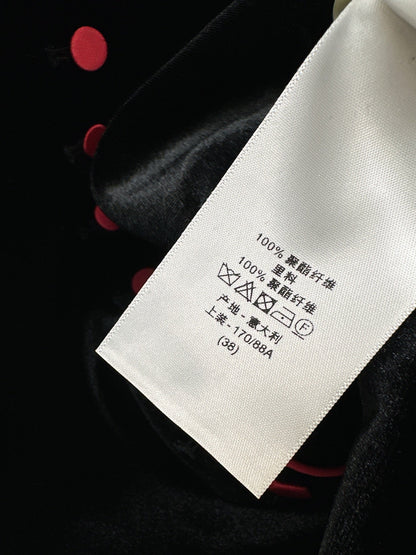 100% 聚酯纤维
里料
100% 聚酯纤维
产地 - 意大利
上装 - 170/88A
(38)